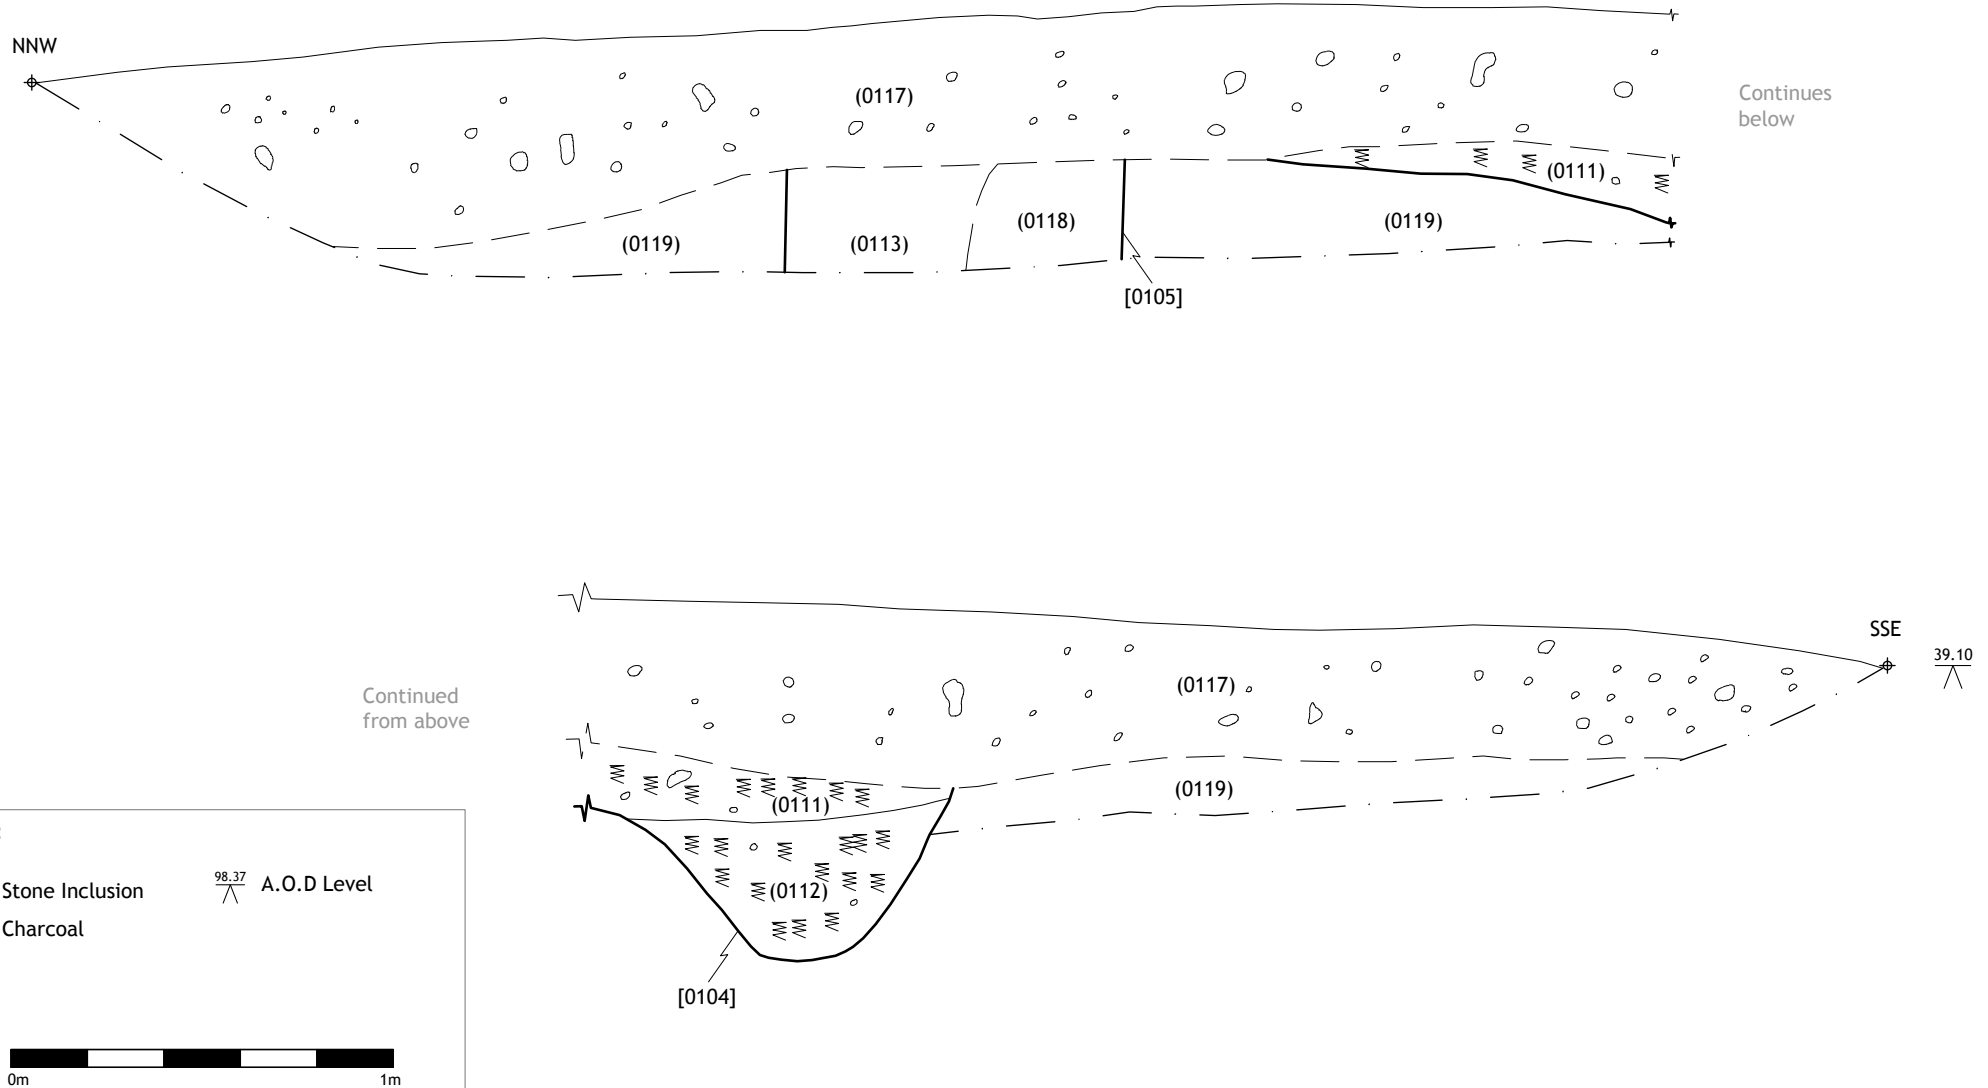 NNW
(0117)
Continues
below
(0111)
(0119)
(0113)
(0118)
(0119)
[0105]
SSE
39.10
Continued
from above
(0117)
(0119)
(0111)
(0112)
[0104]
Stone Inclusion
98.37 A.O.D Level
Charcoal
0m 1m